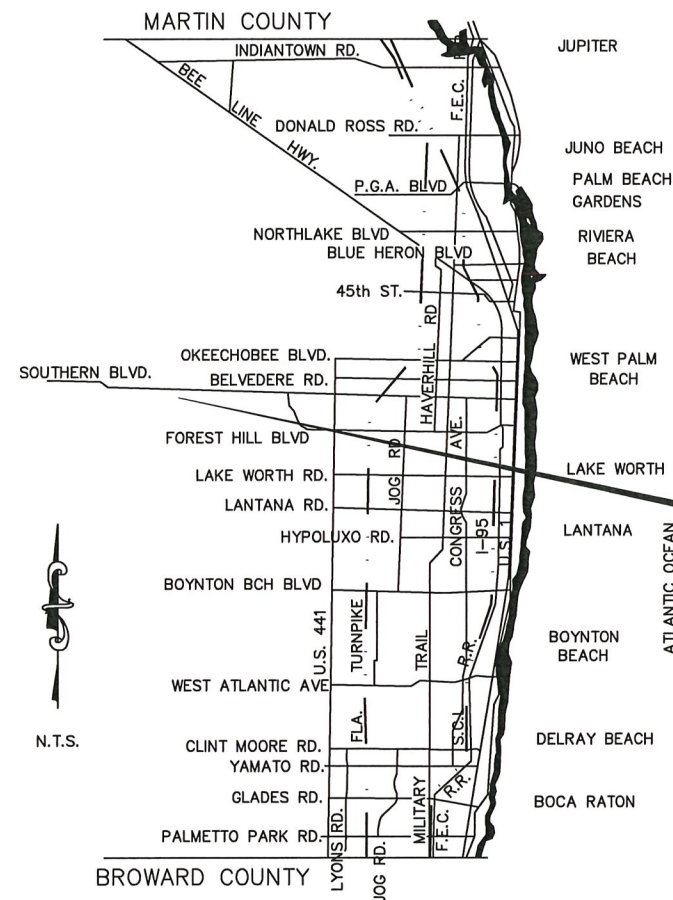 MARTIN COUNTY
INDIANTOWN RD.
JUPITER
BEE
LINE
HWY.
F.E.C.
DONALD ROSS RD.
JUNO BEACH
P.G.A. BLVD
PALM BEACH
GARDENS
NORTHLAKE BLVD
RIVIERA
BEACH
BLUE HERON BLVD
45th ST.
HAVERHILL RD
OKEECHOBEE BLVD.
WEST PALM
BEACH
SOUTHERN BLVD.
BELVEDERE RD.
FOREST HILL BLVD
LAKE WORTH RD.
LAKE WORTH
JOG RD
CONGRESS AVE.
LANTANA RD.
LANTANA
HYPOLUXO RD.
I-95
U.S. 1
ATLANTIC OCEAN
BOYNTON BCH BLVD
BOYNTON
BEACH
U.S. 441
FLA. TURNPIKE
MILITARY TRAIL
S.C.L. R.R.
WEST ATLANTIC AVE
N.T.S.
CLINT MOORE RD.
DELRAY BEACH
YAMATO RD.
GLADES RD.
BOCA RATON
F.E.C. R.R.
PALMETTO PARK RD.
LYONS RD.
JOG RD.
BROWARD COUNTY